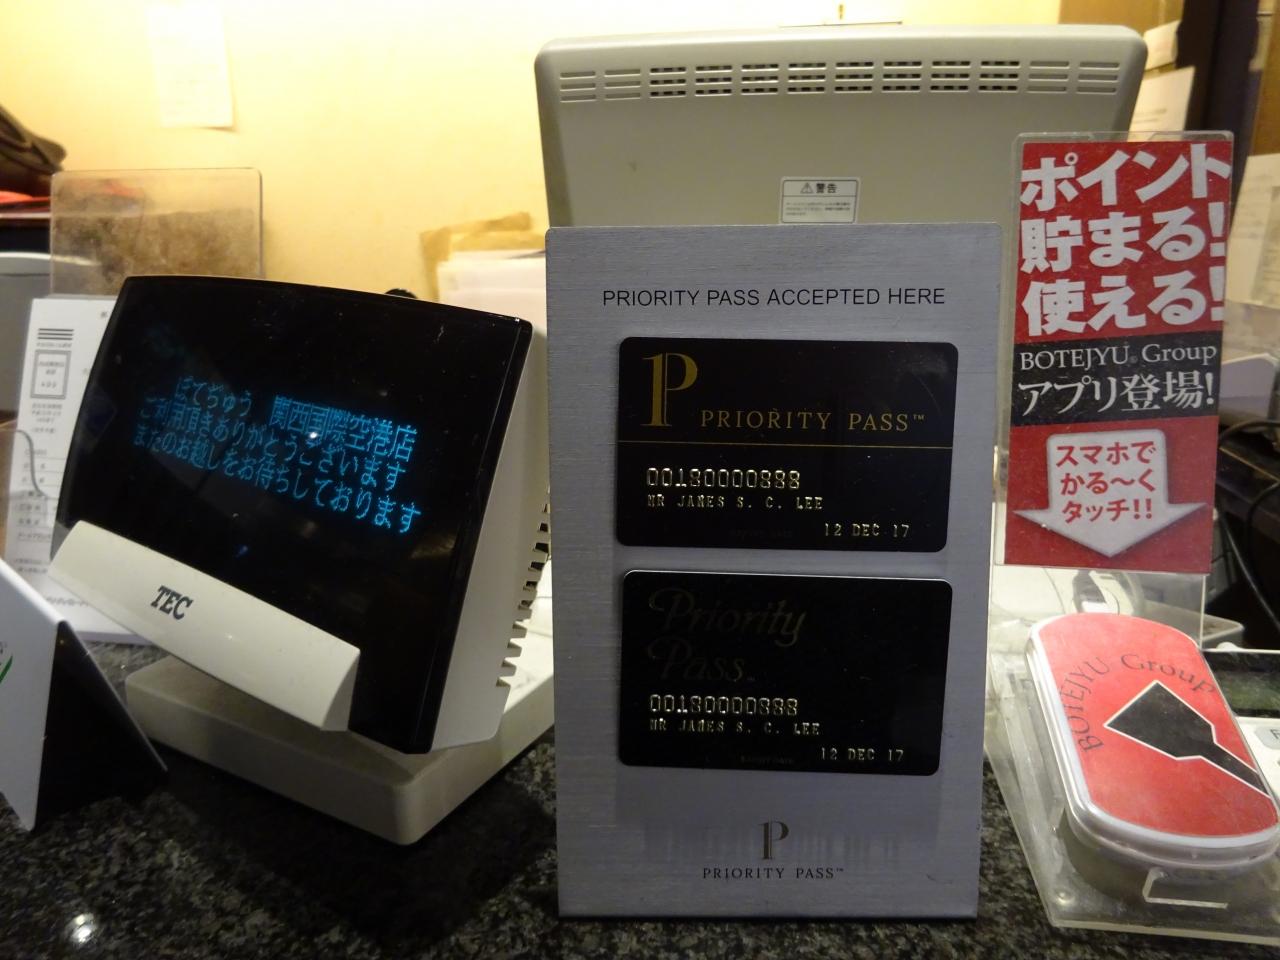 警告
ぼてぢゅう 関西国際空港店
ご利用頂きありがとうございます
またのお越しをお待ちしております
TEC
PRIORITY PASS ACCEPTED HERE
PRIORITY PASS™
00180000888
MR JAMES S. C. LEE
12 DEC 17
Priority
Pass™
00180000888
MR JAMES S. C. LEE
12 DEC 17
PRIORITY PASS™
ポイント
貯まる!
使える!
BOTEJYU® Group
アプリ登場!
スマホで
かる〜く
タッチ!!
BOTEJYU Group